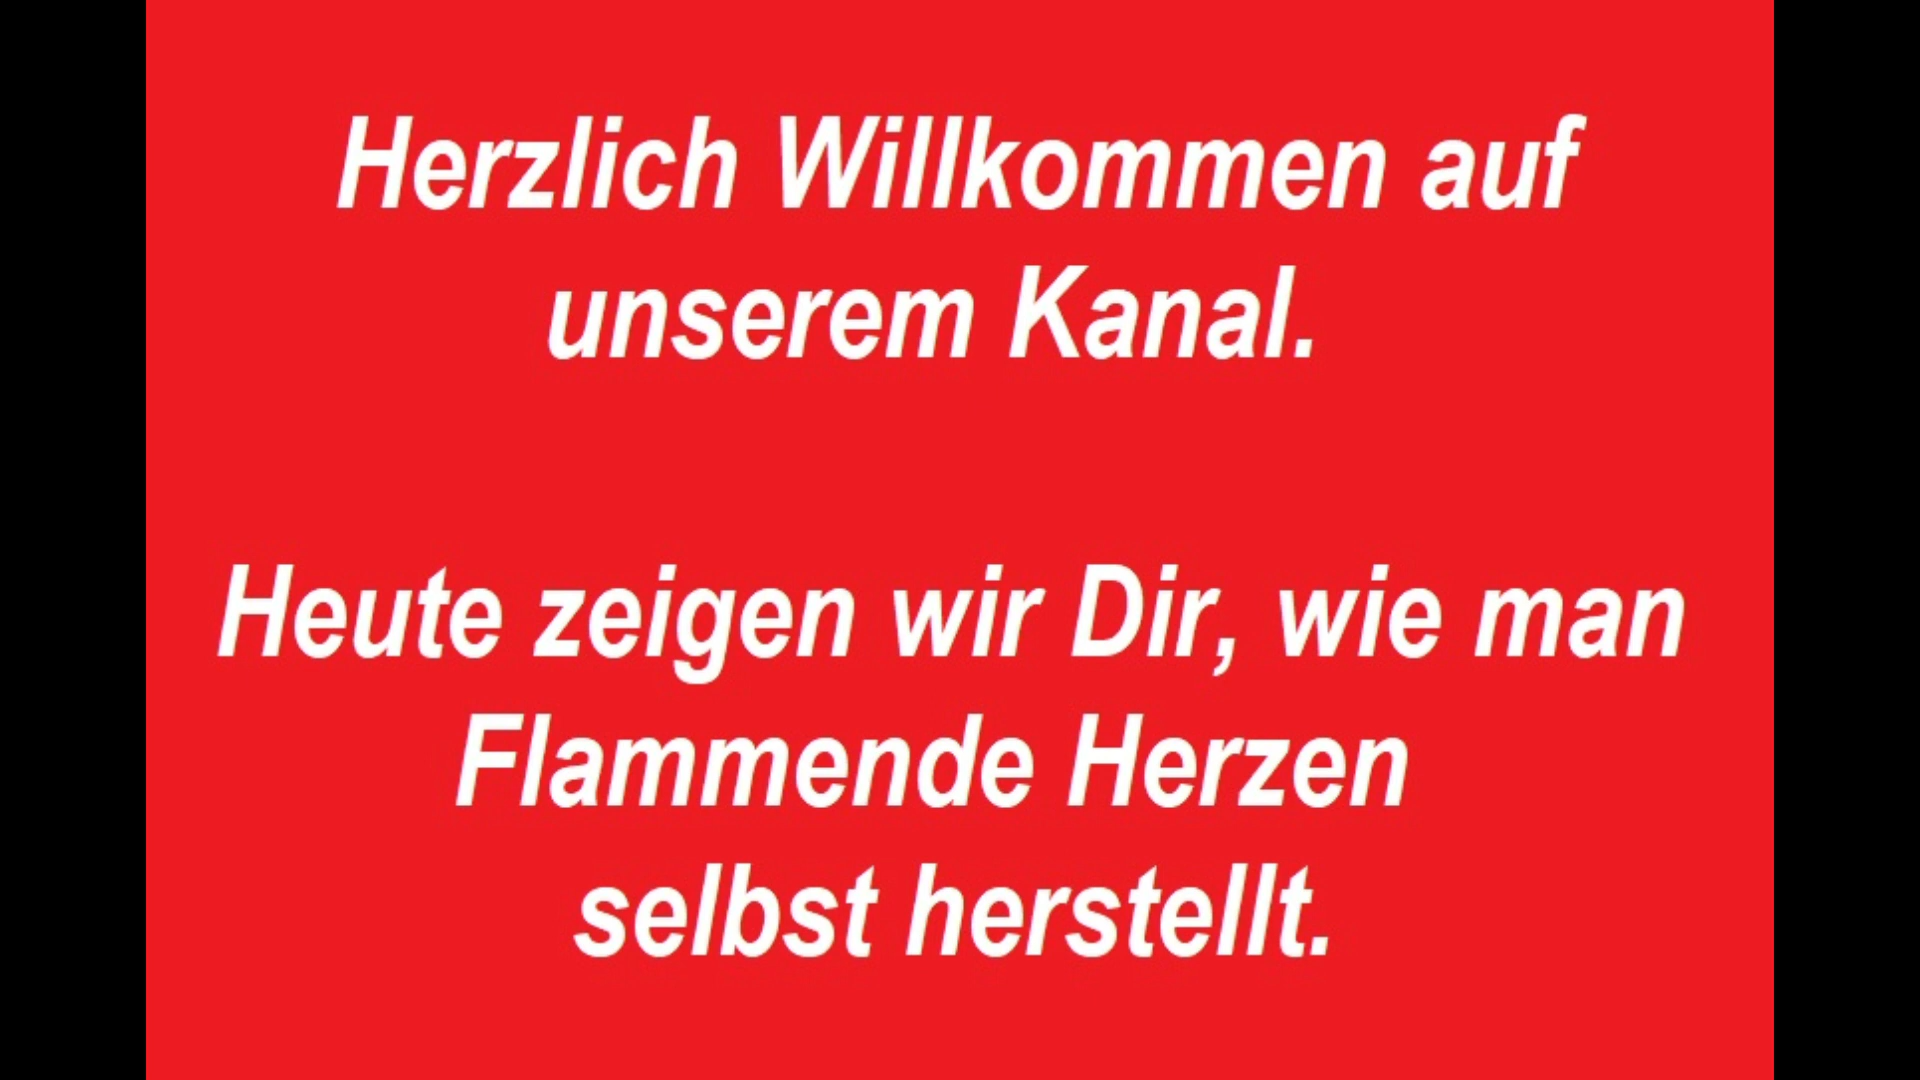 Herzlich Willkommen auf
unserem Kanal.
Heute zeigen wir Dir, wie man
Flammende Herzen
selbst herstellt.